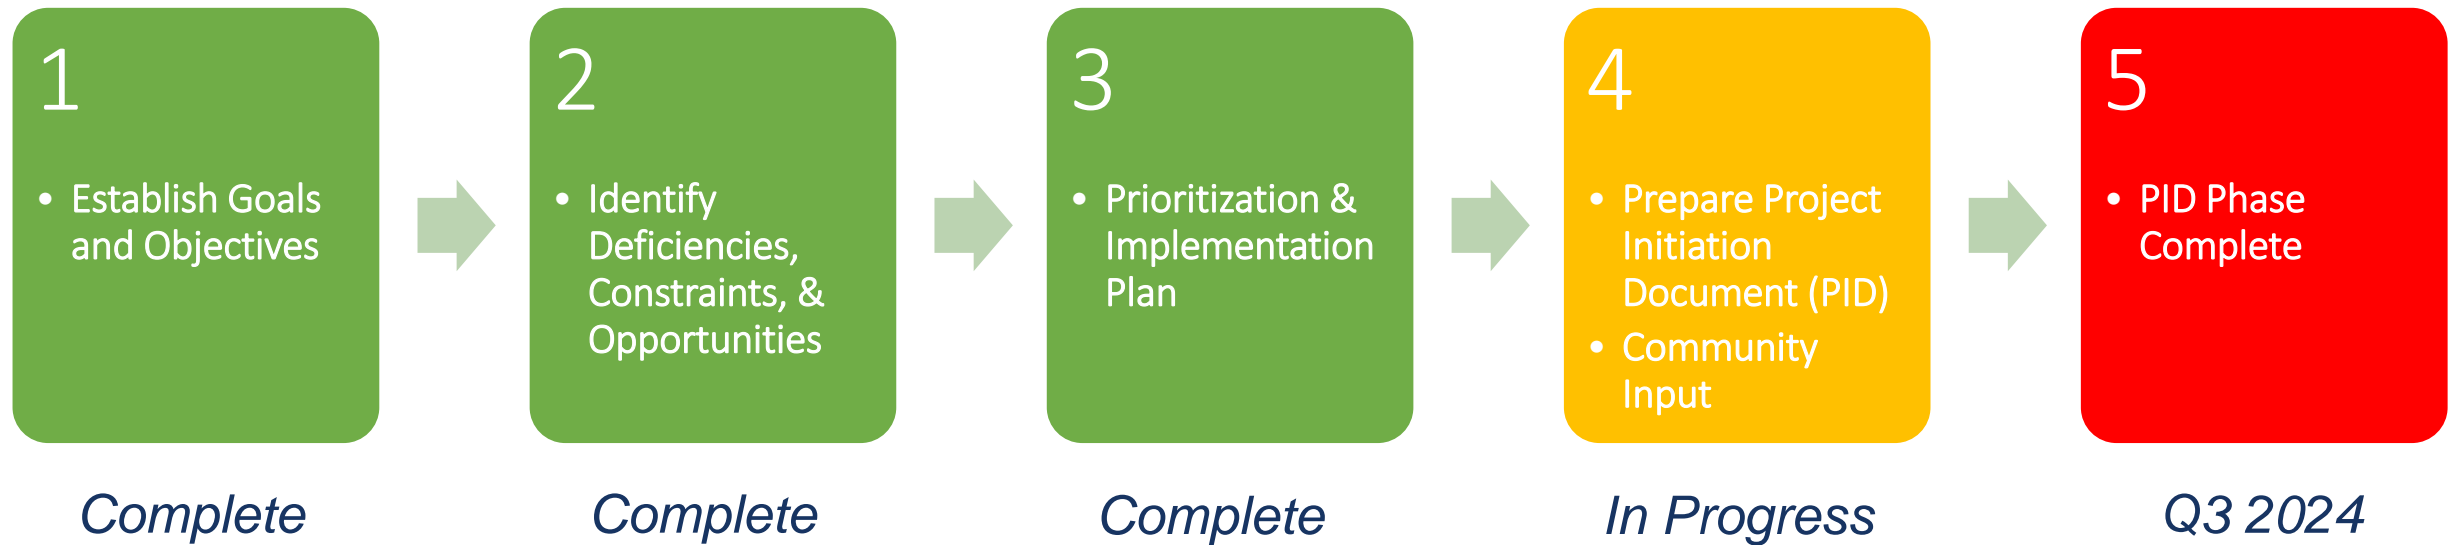 1
• Establish Goals
and Objectives
Complete
2
• Identify
Deficiencies,
Constraints, &
Opportunities
Complete
3
• Prioritization &
Implementation
Plan
Complete
4
• Prepare Project
Initiation
Document (PID)
• Community
Input
In Progress
5
• PID Phase
Complete
Q3 2024